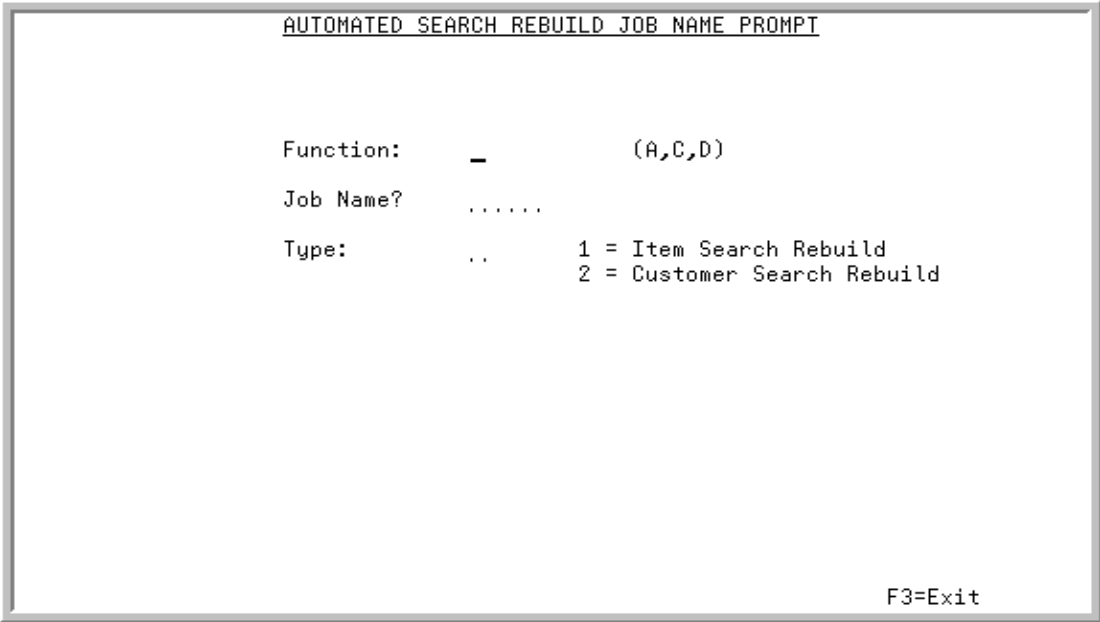 AUTOMATED SEARCH REBUILD JOB NAME PROMPT
Function: _ (A,C,D)
Job Name? ......
Type: .. 1 = Item Search Rebuild
2 = Customer Search Rebuild
F3=Exit